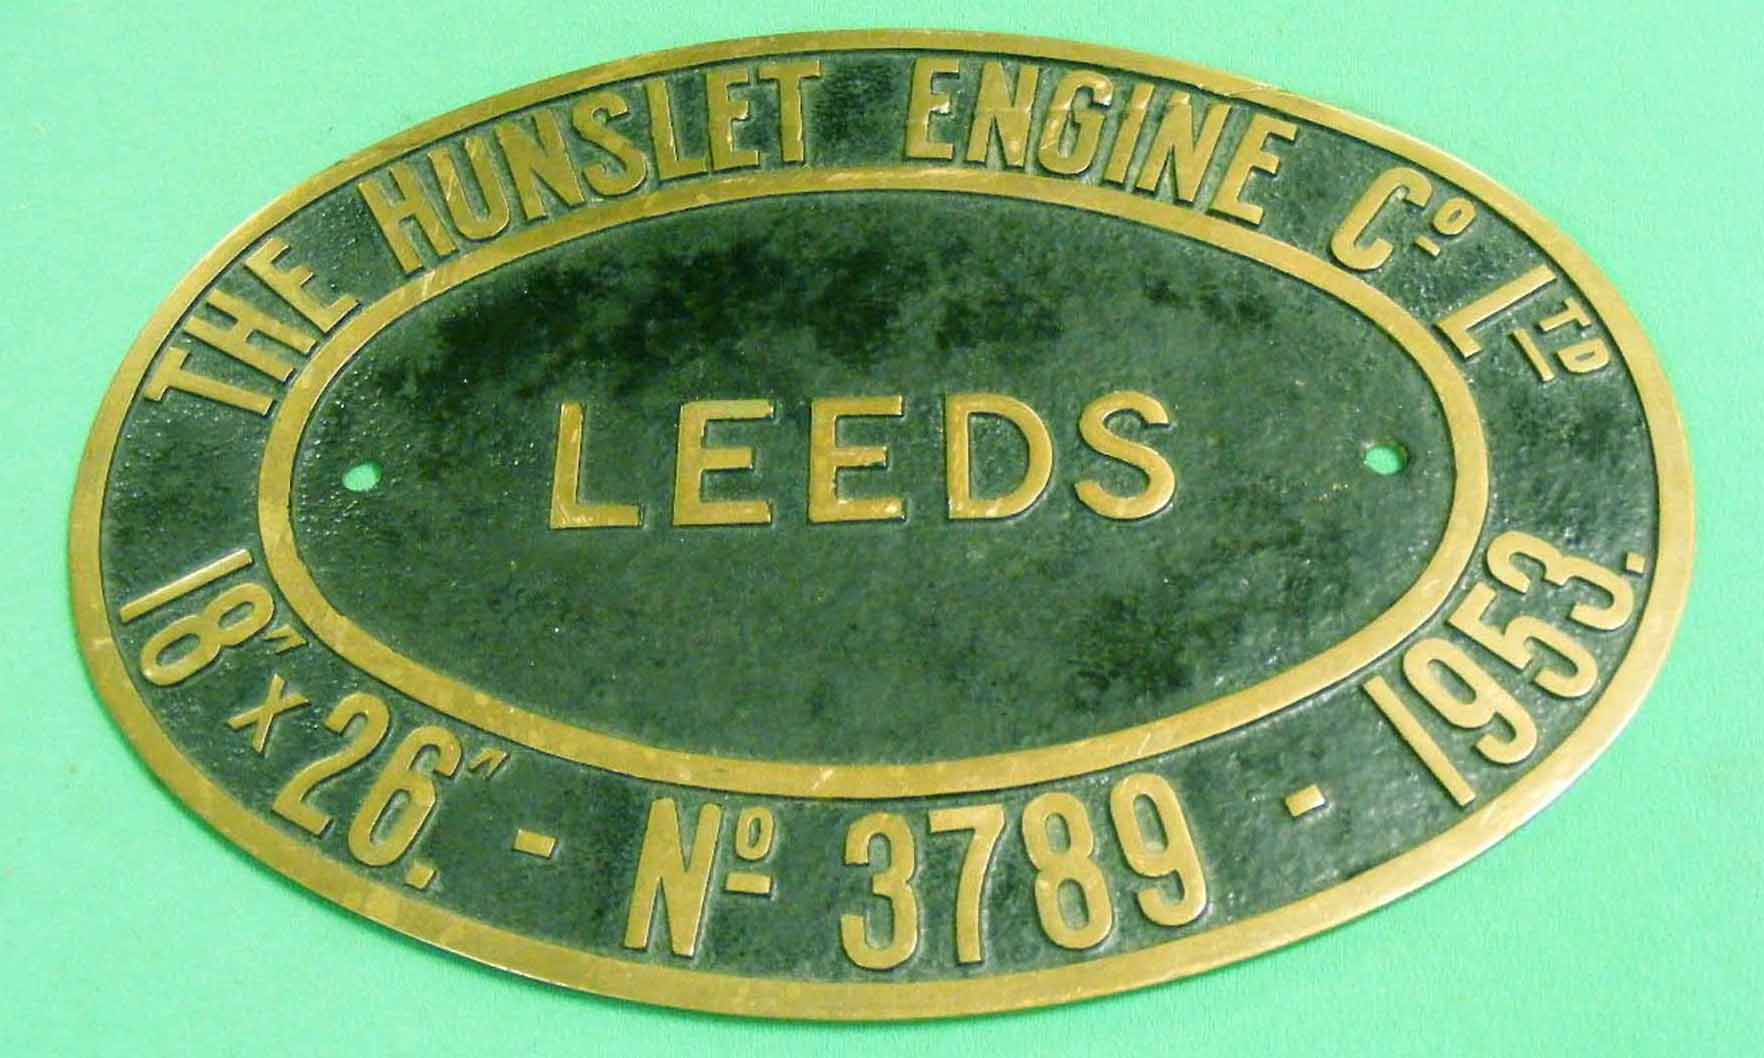 THE HUNSLET ENGINE Cº LTD
LEEDS
18" x 26". - Nº 3789 - 1953.